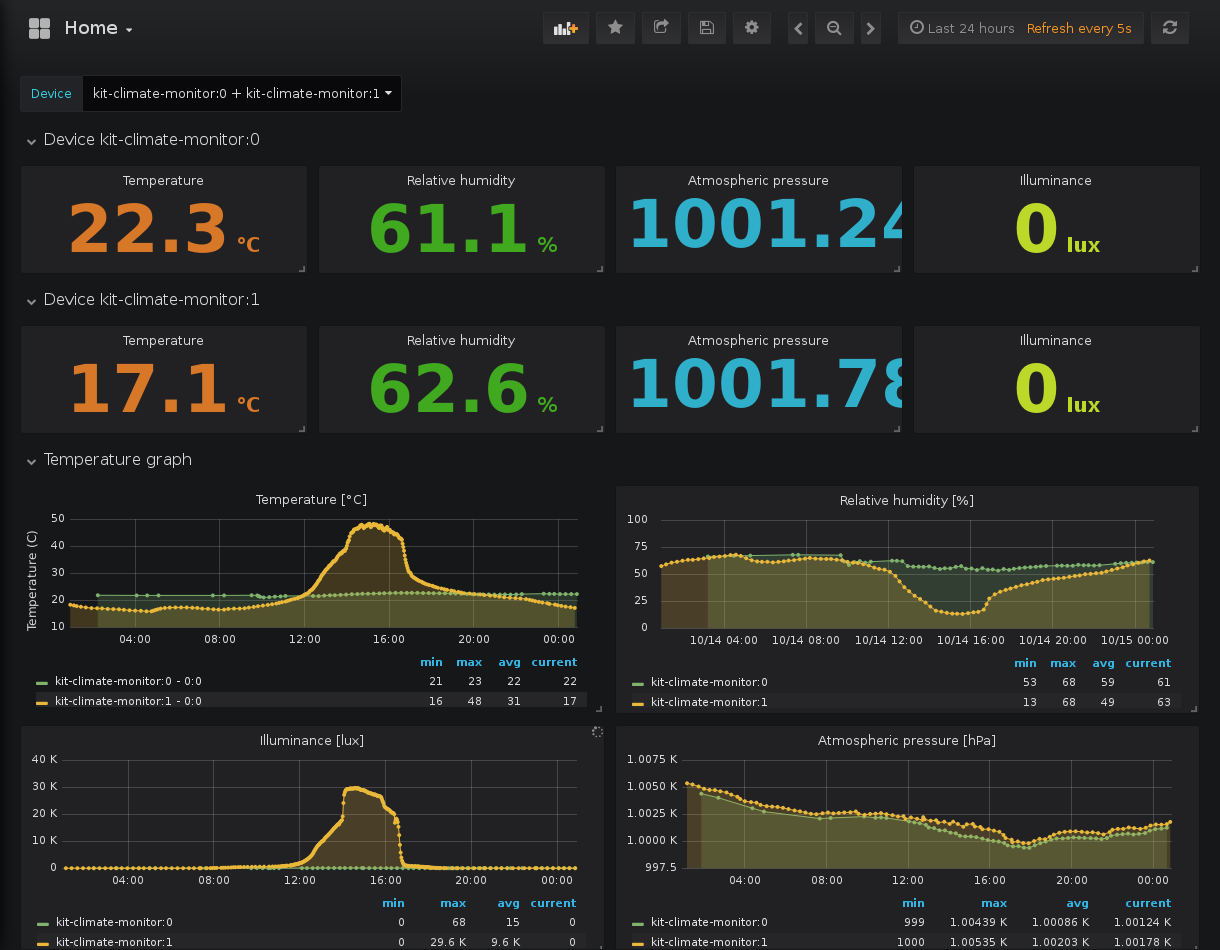 Home
Last 24 hours Refresh every 5s
Device kit-climate-monitor:0 + kit-climate-monitor:1
Device kit-climate-monitor:0
Temperature Relative humidity Atmospheric pressure Illuminance
22.3 °C 61.1 % 1001.24 0 lux
Device kit-climate-monitor:1
Temperature Relative humidity Atmospheric pressure Illuminance
17.1 °C 62.6 % 1001.78 0 lux
Temperature graph
Temperature [°C]
Temperature (C)
50
40
30
20
10
04:00 08:00 12:00 16:00 20:00 00:00
min max avg current
kit-climate-monitor:0 - 0:0 21 23 22 22
kit-climate-monitor:1 - 0:0 16 48 31 17
Relative humidity [%]
100
75
50
25
0
10/14 04:00 10/14 08:00 10/14 12:00 10/14 16:00 10/14 20:00 10/15 00:00
min max avg current
kit-climate-monitor:0 53 68 59 61
kit-climate-monitor:1 13 68 49 63
Illuminance [lux]
40 K
30 K
20 K
10 K
0
04:00 08:00 12:00 16:00 20:00 00:00
min max avg current
kit-climate-monitor:0 0 68 15 0
kit-climate-monitor:1 0 29.6 K 9.6 K 0
Atmospheric pressure [hPa]
1.0075 K
1.0050 K
1.0025 K
1.0000 K
997.5
04:00 08:00 12:00 16:00 20:00 00:00
min max avg current
kit-climate-monitor:0 999 1.00439 K 1.00086 K 1.00124 K
kit-climate-monitor:1 1000 1.00535 K 1.00203 K 1.00178 K